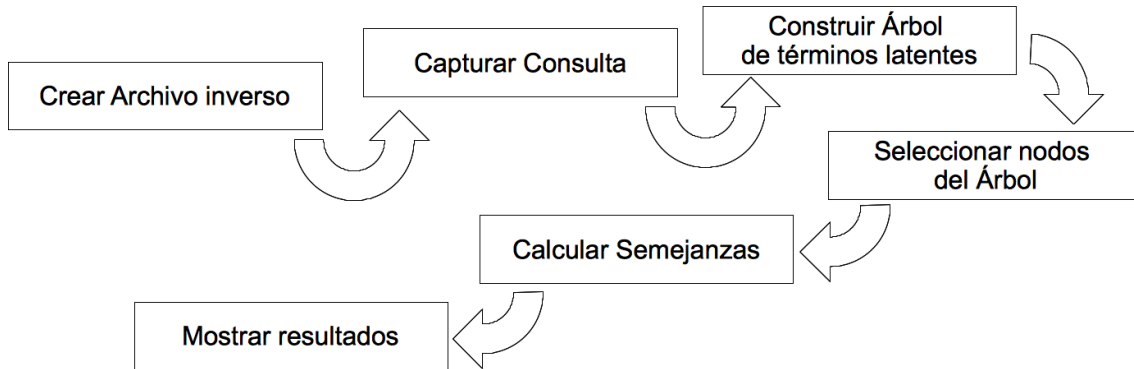 Crear Archivo inverso
Capturar Consulta
Construir Árbol
de términos latentes
Seleccionar nodos
del Árbol
Calcular Semejanzas
Mostrar resultados